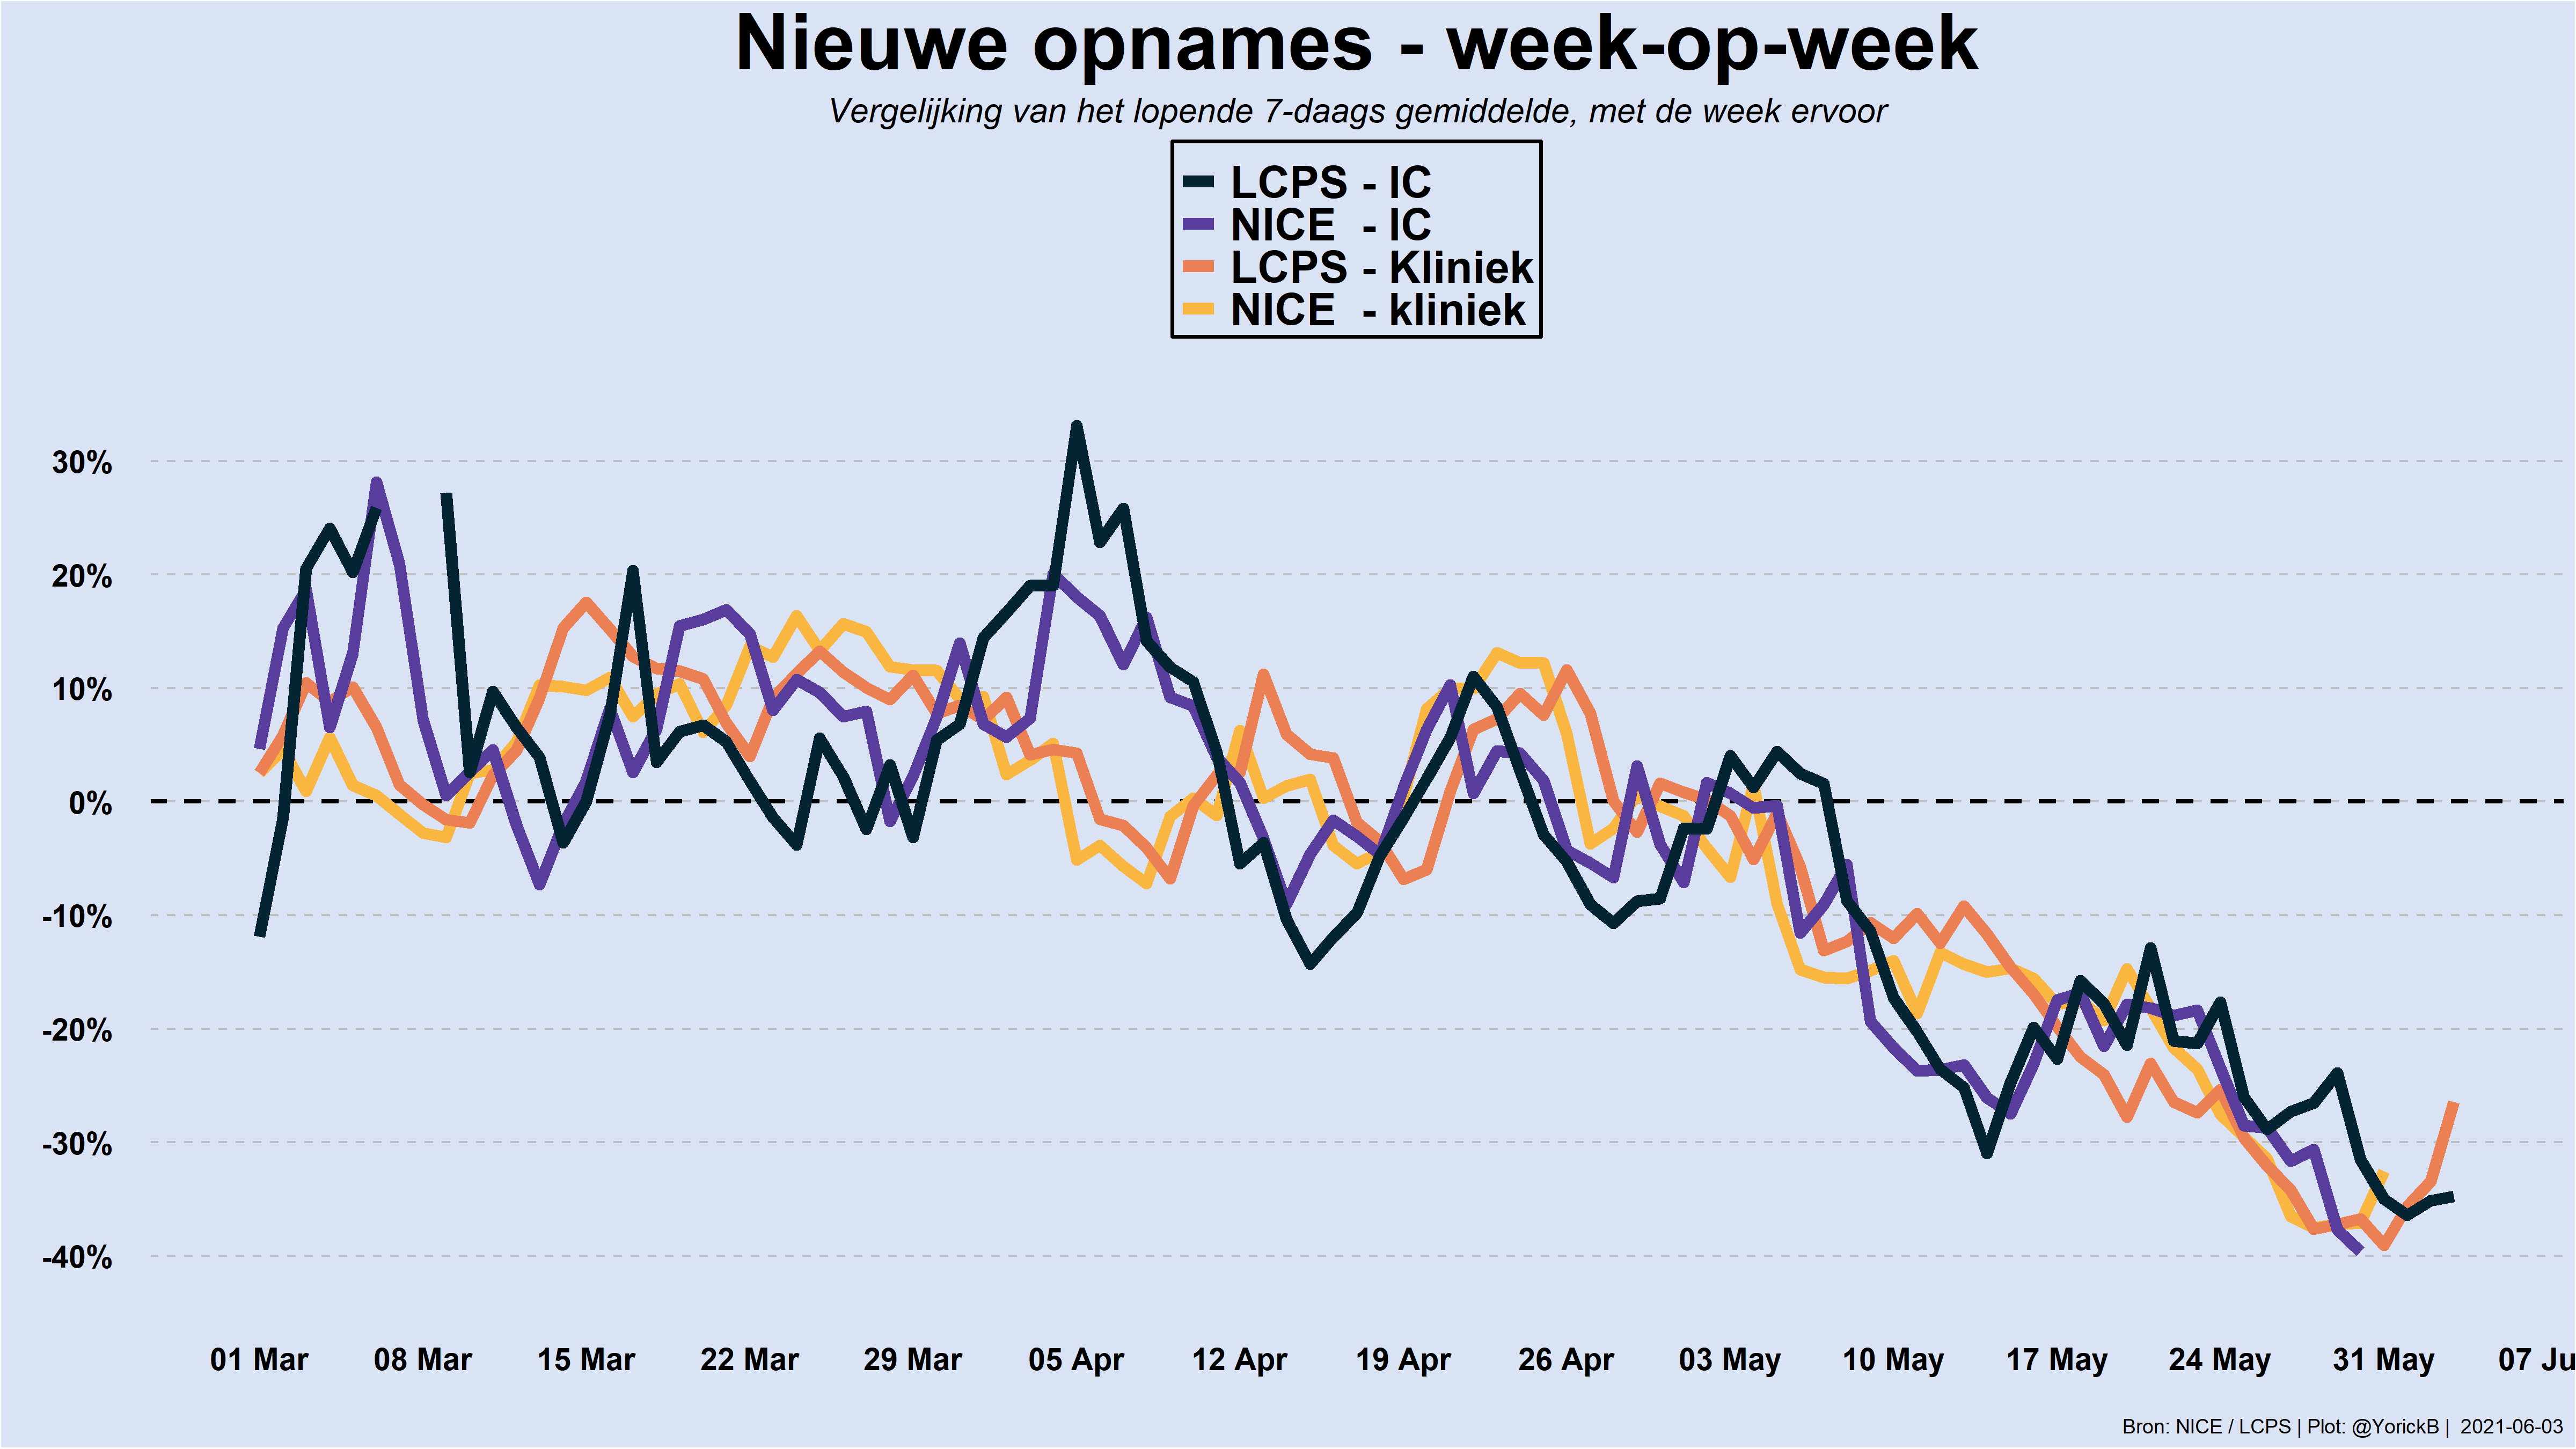 Nieuwe opnames - week-op-week
Vergelijking van het lopende 7-daags gemiddelde, met de week ervoor
LCPS - IC
NICE - IC
LCPS - Kliniek
NICE - kliniek
30%
20%
10%
0%
-10%
-20%
-30%
-40%
01 Mar 08 Mar 15 Mar 22 Mar 29 Mar 05 Apr 12 Apr 19 Apr 26 Apr 03 May 10 May 17 May 24 May 31 May 07 Ju
Bron: NICE / LCPS | Plot: @YorickB | 2021-06-03